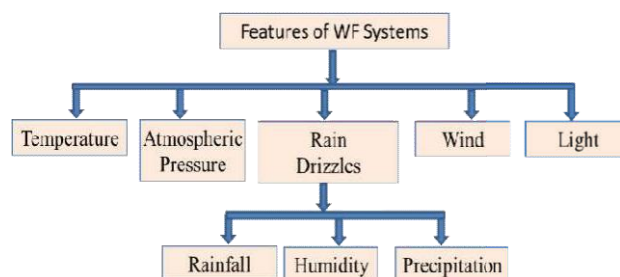 Features of WF Systems
Temperature
Atmospheric
Pressure
Rain
Drizzles
Wind
Light
Rainfall
Humidity
Precipitation